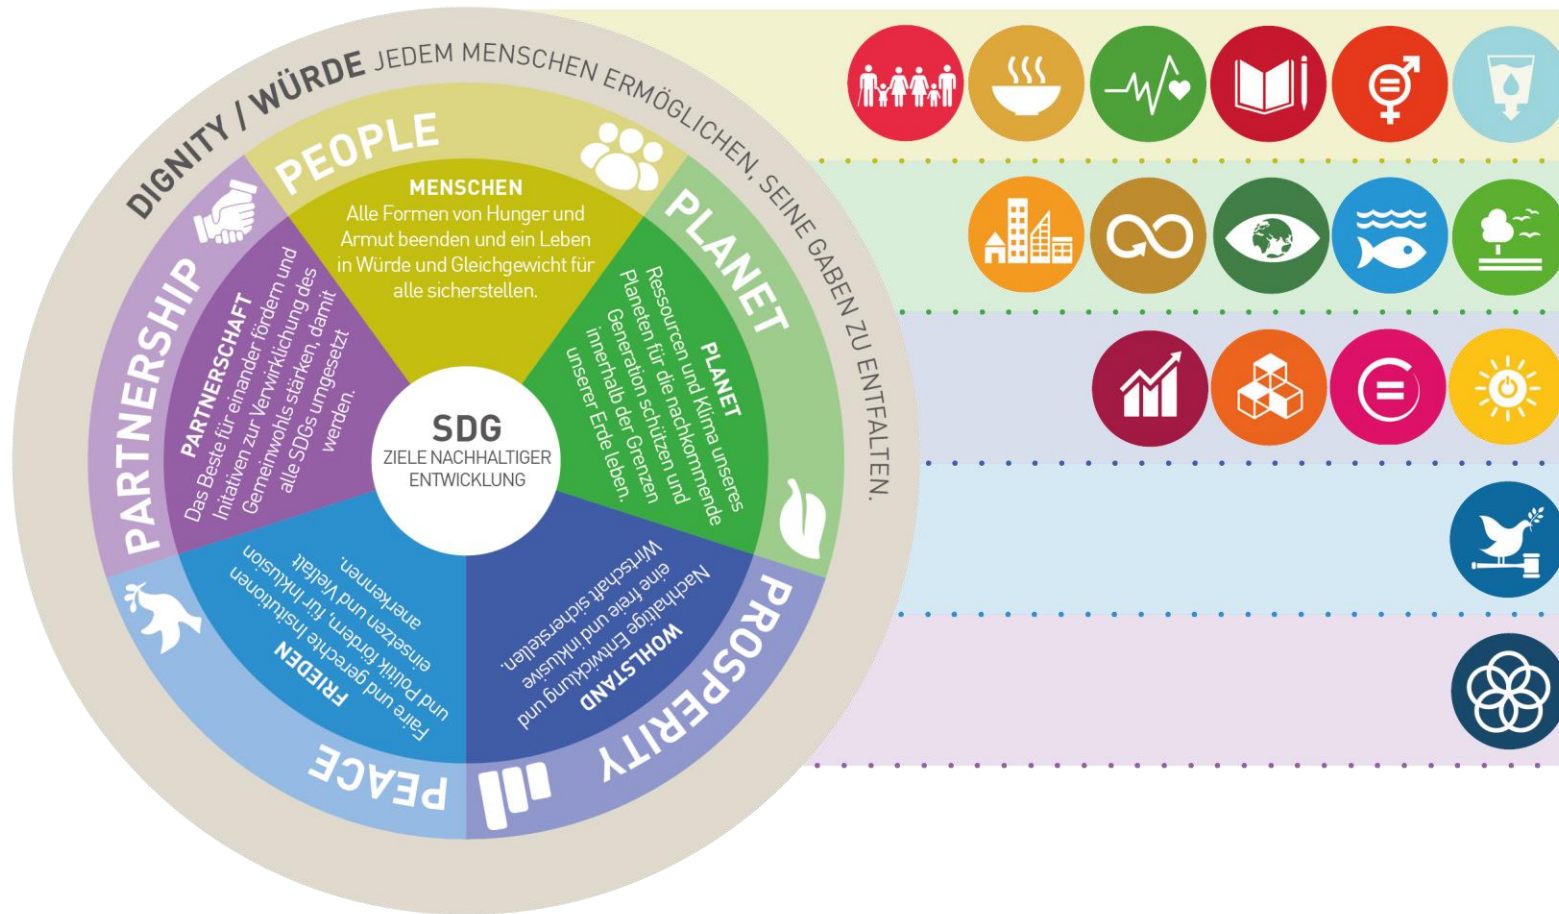 DIGNITY / WÜRDE JEDEM MENSCHEN ERMÖGLICHEN, SEINE GABEN ZU ENTFALTEN.
PEOPLE
MENSCHEN
Alle Formen von Hunger und
Armut beenden und ein Leben
in Würde und Gleichgewicht für
alle sicherstellen.
PLANET
PLANET
Ressourcen und Klima unseres
Planeten für die nachkommende
Generation schützen und
innerhalb der Grenzen
unserer Erde leben.
PROSPERITY
WOHLSTAND
Nachhaltige Entwicklung und
eine freie und inklusive
Wirtschaft sicherstellen.
PEACE
FRIEDEN
Faire und gerechte Insitutionen
und Politik fördern, für Inklusion
einsetzen und Vielfalt
anerkennen.
PARTNERSHIP
PARTNERSCHAFT
Das Beste für einander fördern und
Initativen zur Verwirklichung des
Gemeinwohls stärken, damit
alle SDGs umgesetzt
werden.
SDG
ZIELE NACHHALTIGER
ENTWICKLUNG